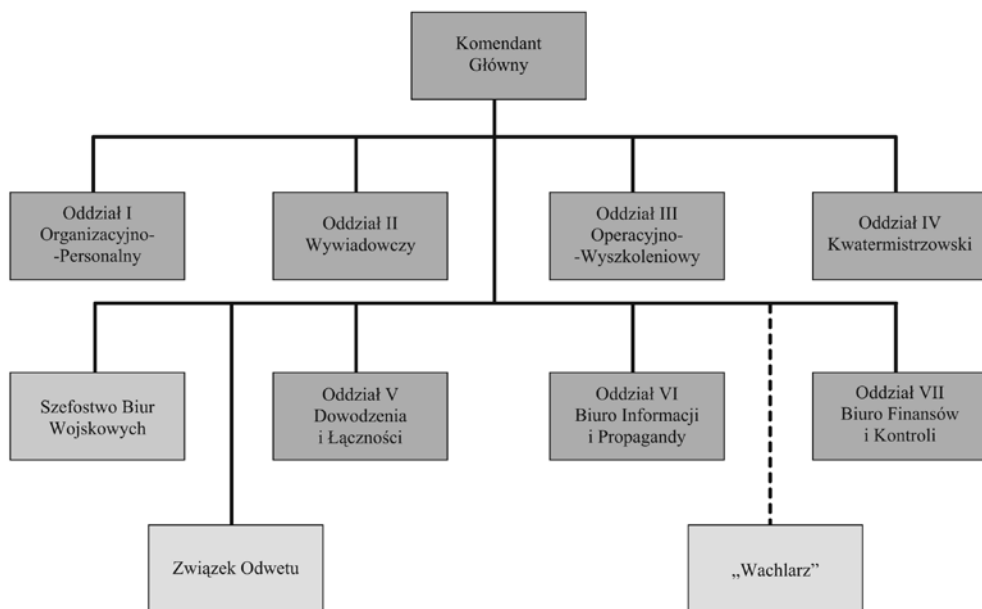 Komendant
Główny
Oddział I
Organizacyjno-
-Personalny
Oddział II
Wywiadowczy
Oddział III
Operacyjno-
-Wyszkoleniowy
Oddział IV
Kwatermistrzowski
Szefostwo Biur
Wojskowych
Oddział V
Dowodzenia
i Łączności
Oddział VI
Biuro Informacji
i Propagandy
Oddział VII
Biuro Finansów
i Kontroli
Związek Odwetu
„Wachlarz”